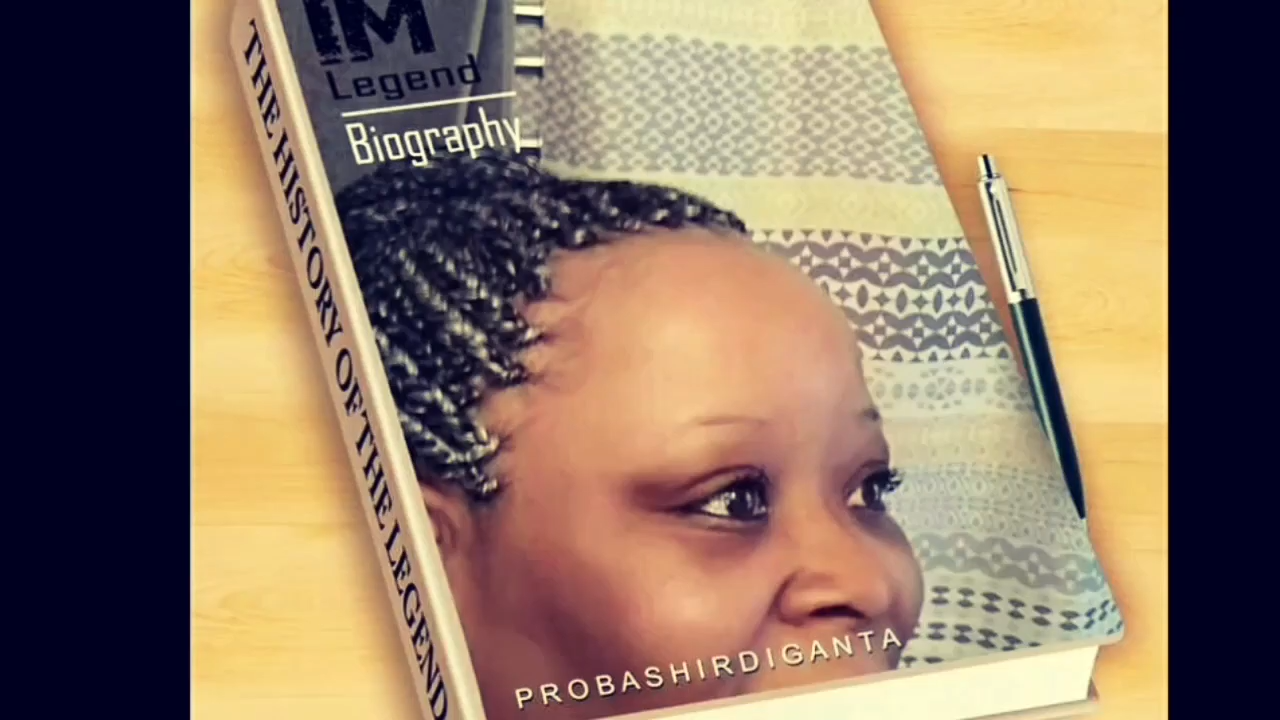 IM
Legend
Biography
THE HISTORY OF THE LEGEND
PROBASHIRDIGANTA